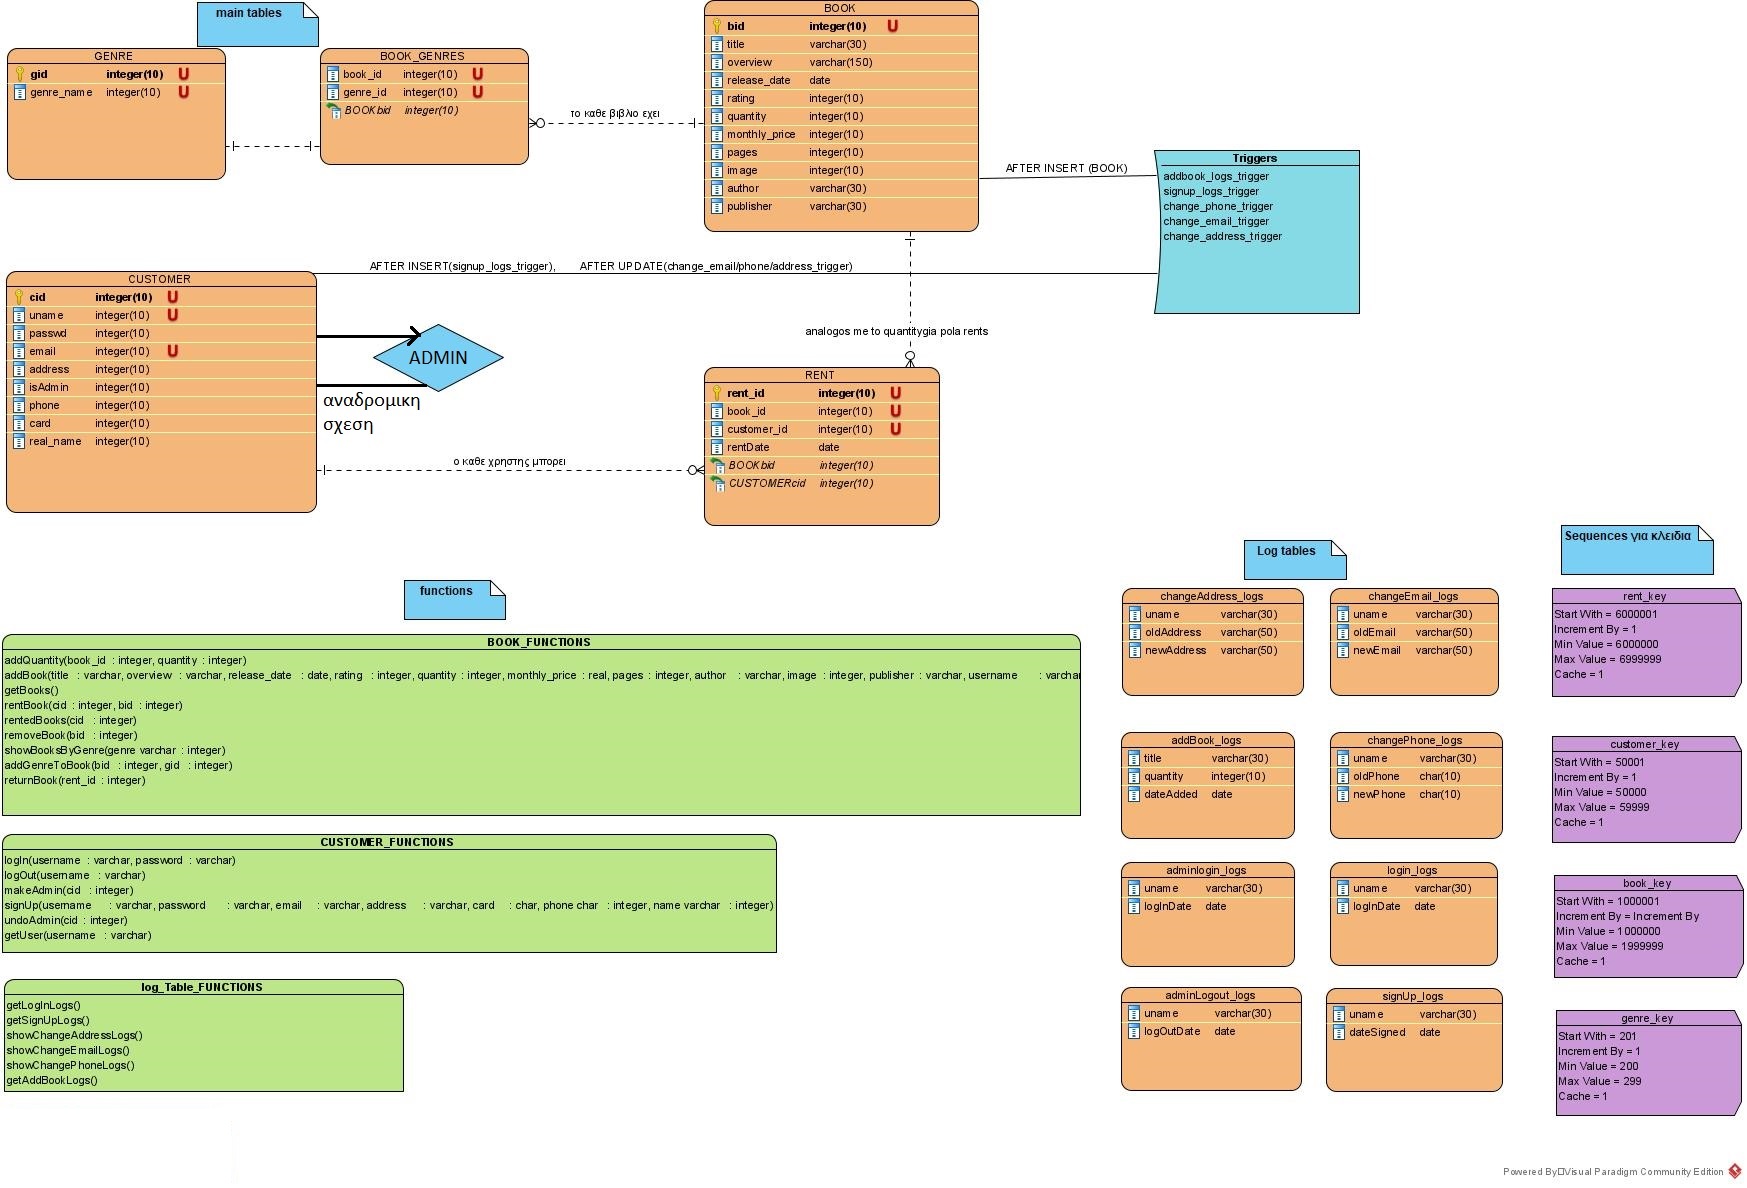 main tables
GENRE
gid integer(10) U
genre_name integer(10) U
BOOK_GENRES
book_id integer(10) U
genre_id integer(10) U
BOOKbid integer(10)
το καθε βιβλιο εχει
BOOK
bid integer(10) U
title varchar(30)
overview varchar(150)
release_date date
rating integer(10)
quantity integer(10)
monthly_price integer(10)
pages integer(10)
image integer(10)
author varchar(30)
publisher varchar(30)
AFTER INSERT (BOOK)
Triggers
addbook_logs_trigger
signup_logs_trigger
change_phone_trigger
change_email_trigger
change_address_trigger
AFTER INSERT(signup_logs_trigger), AFTER UPDATE(change_email/phone/address_trigger)
CUSTOMER
cid integer(10) U
uname integer(10) U
passwd integer(10)
email integer(10) U
address integer(10)
isAdmin integer(10)
phone integer(10)
card integer(10)
real_name integer(10)
ADMIN
αναδρομικη
σχεση
analogos me to quantitygia pola rents
ο καθε χρηστης μπορει
RENT
rent_id integer(10) U
book_id integer(10) U
customer_id integer(10) U
rentDate date
BOOKbid integer(10)
CUSTOMERcid integer(10)
functions
BOOK_FUNCTIONS
addQuantity(book_id : integer, quantity : integer)
addBook(title : varchar, overview : varchar, release_date : date, rating : integer, quantity : integer, monthly_price : real, pages : integer, author : varchar, image : integer, publisher : varchar, username : varchar
getBooks()
rentBook(cid : integer, bid : integer)
rentedBooks(cid : integer)
removeBook(bid : integer)
showBooksByGenre(genre varchar : integer)
addGenreToBook(bid : integer, gid : integer)
returnBook(rent_id : integer)
CUSTOMER_FUNCTIONS
logIn(username : varchar, password : varchar)
logOut(username : varchar)
makeAdmin(cid : integer)
signUp(username : varchar, password : varchar, email : varchar, address : varchar, card : char, phone char : integer, name varchar : integer)
undoAdmin(cid : integer)
getUser(username : varchar)
log_Table_FUNCTIONS
getLogInLogs()
getSignUpLogs()
showChangeAddressLogs()
showChangeEmailLogs()
showChangePhoneLogs()
getAddBookLogs()
Log tables
changeAddress_logs
uname varchar(30)
oldAddress varchar(50)
newAddress varchar(50)
changeEmail_logs
uname varchar(30)
oldEmail varchar(50)
newEmail varchar(50)
addBook_logs
title varchar(30)
quantity integer(10)
dateAdded date
changePhone_logs
uname varchar(30)
oldPhone char(10)
newPhone char(10)
adminlogin_logs
uname varchar(30)
logInDate date
login_logs
uname varchar(30)
logInDate date
adminLogout_logs
uname varchar(30)
logOutDate date
signUp_logs
uname varchar(30)
dateSigned date
Sequences για κλειδια
rent_key
Start With = 6000001
Increment By = 1
Min Value = 6000000
Max Value = 6999999
Cache = 1
customer_key
Start With = 50001
Increment By = 1
Min Value = 50000
Max Value = 59999
Cache = 1
book_key
Start With = 1000001
Increment By = Increment By
Min Value = 1000000
Max Value = 1999999
Cache = 1
genre_key
Start With = 201
Increment By = 1
Min Value = 200
Max Value = 299
Cache = 1
Powered By□Visual Paradigm Community Edition